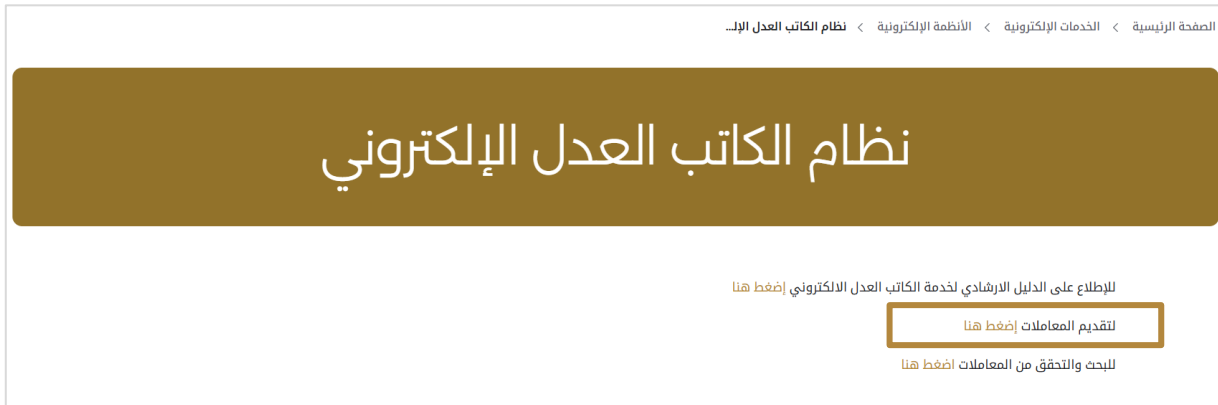 الصفحة الرئيسية > الخدمات الإلكترونية > الأنظمة الإلكترونية > نظام الكاتب العدل الإلـ...
نظام الكاتب العدل الإلكتروني
للإطلاع على الدليل الارشادي لخدمة الكاتب العدل الالكتروني إضغط هنا
لتقديم المعاملات إضغط هنا
للبحث والتحقق من المعاملات اضغط هنا